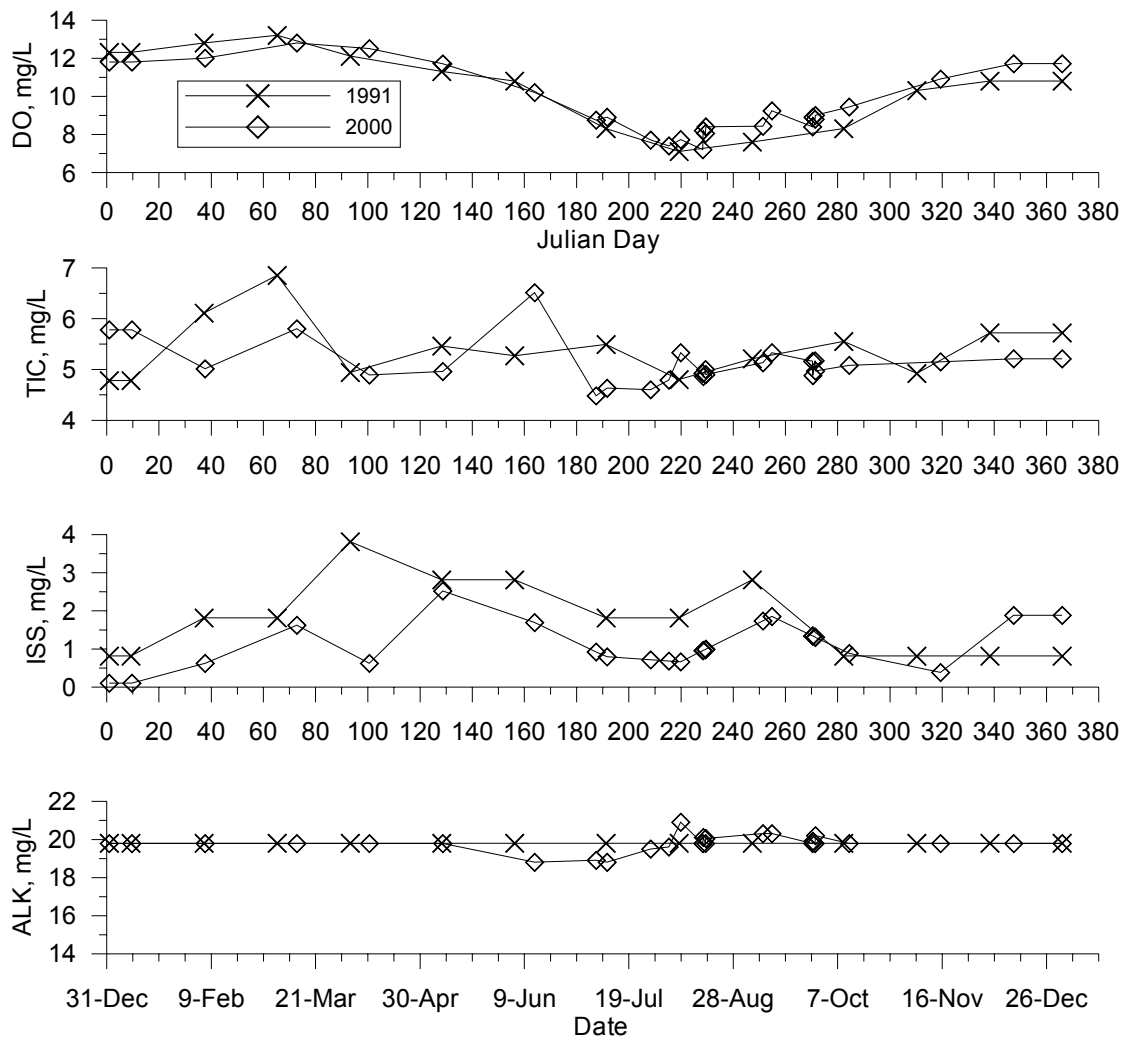 14
12
10
8
6
DO, mg/L
1991
2000
0 20 40 60 80 100 120 140 160 180 200 220 240 260 280 300 320 340 360 380
Julian Day
7
6
5
4
TIC, mg/L
0 20 40 60 80 100 120 140 160 180 200 220 240 260 280 300 320 340 360 380
4
3
2
1
0
ISS, mg/L
0 20 40 60 80 100 120 140 160 180 200 220 240 260 280 300 320 340 360 380
22
20
18
16
14
ALK, mg/L
31-Dec 9-Feb 21-Mar 30-Apr 9-Jun 19-Jul 28-Aug 7-Oct 16-Nov 26-Dec
Date